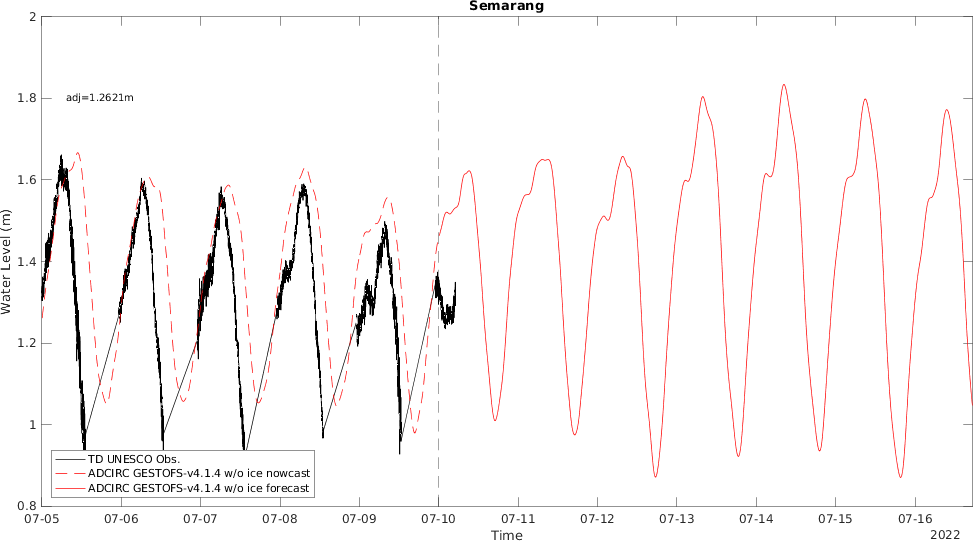 Semarang
2
1.8
1.6
1.4
1.2
1
0.8
Water Level (m)
adj=1.2621m
TD UNESCO Obs.
ADCIRC GESTOFS-v4.1.4 w/o ice nowcast
ADCIRC GESTOFS-v4.1.4 w/o ice forecast
07-05 07-06 07-07 07-08 07-09 07-10 07-11 07-12 07-13 07-14 07-15 07-16
Time
2022